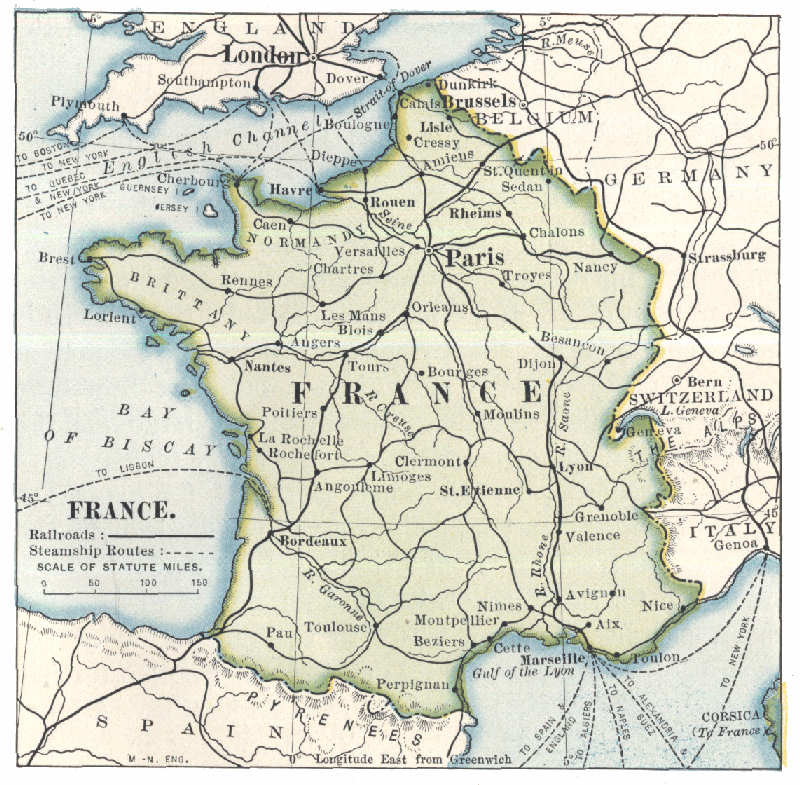 ENGLAND
London
Southampton
Dover
Strait of Dover
Plymouth
5°
5°
R. Meuse
Dunkirk
Calais
Brussels
BELGIUM
50°
50°
Boulogne
Lisle
Cressy
English Channel
TO BOSTON
TO NEW YORK
TO QUEBEC
& NEW YORK
TO NEW YORK
Dieppe
Amiens
St. Quentin
Sedan
GERMANY
Cherbourg
GUERNSEY I
JERSEY I
Havre
Rouen
Seine
Rheims
Caen
NORMANDY
Versailles
Paris
Chalons
Brest
Chartres
Troyes
Nancy
Strassburg
BRITTANY
Rennes
Les Mans
Orleans
Blois
Lorient
Angers
Besancon
Nantes
Tours
Bourges
Dijon
FRANCE
Bern
SWITZERLAND
L. Geneva
Poitiers
R. Creuse
Moulins
R. Saone
Geneva
THE ALPS
BAY
OF BISCAY
La Rochelle
Rochefort
TO LISBON
Clermont
Lyon
Limoges
Angouleme
St. Etienne
45°
45
FRANCE.
Railroads :
Steamship Routes :
SCALE OF STATUTE MILES.
0 50 100 150
Grenoble
ITALY
Genoa
Bordeaux
Valence
R. Rhone
R. Garonne
Avignon
Nimes
Nice
Pau
Toulouse
Montpellier
Aix
Beziers
Cette
Marseille
Toulon
Gulf of the Lyon
Perpignan
PYRENEES
SPAIN
TO SPAIN &
ENGLAND
TO ALGIERS
TO NAPLES
TO ALEXANDRIA &
SUEZ
TO NEW YORK
CORSICA
(To France)
M.-N. ENG.
0° Longitude East from Greenwich
5°